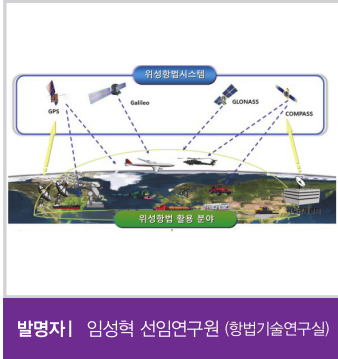 위성항법시스템
GPS
Galileo
GLONASS
COMPASS
위성항법 활용 분야
발명자 | 임성혁 선임연구원 (항법기술연구실)